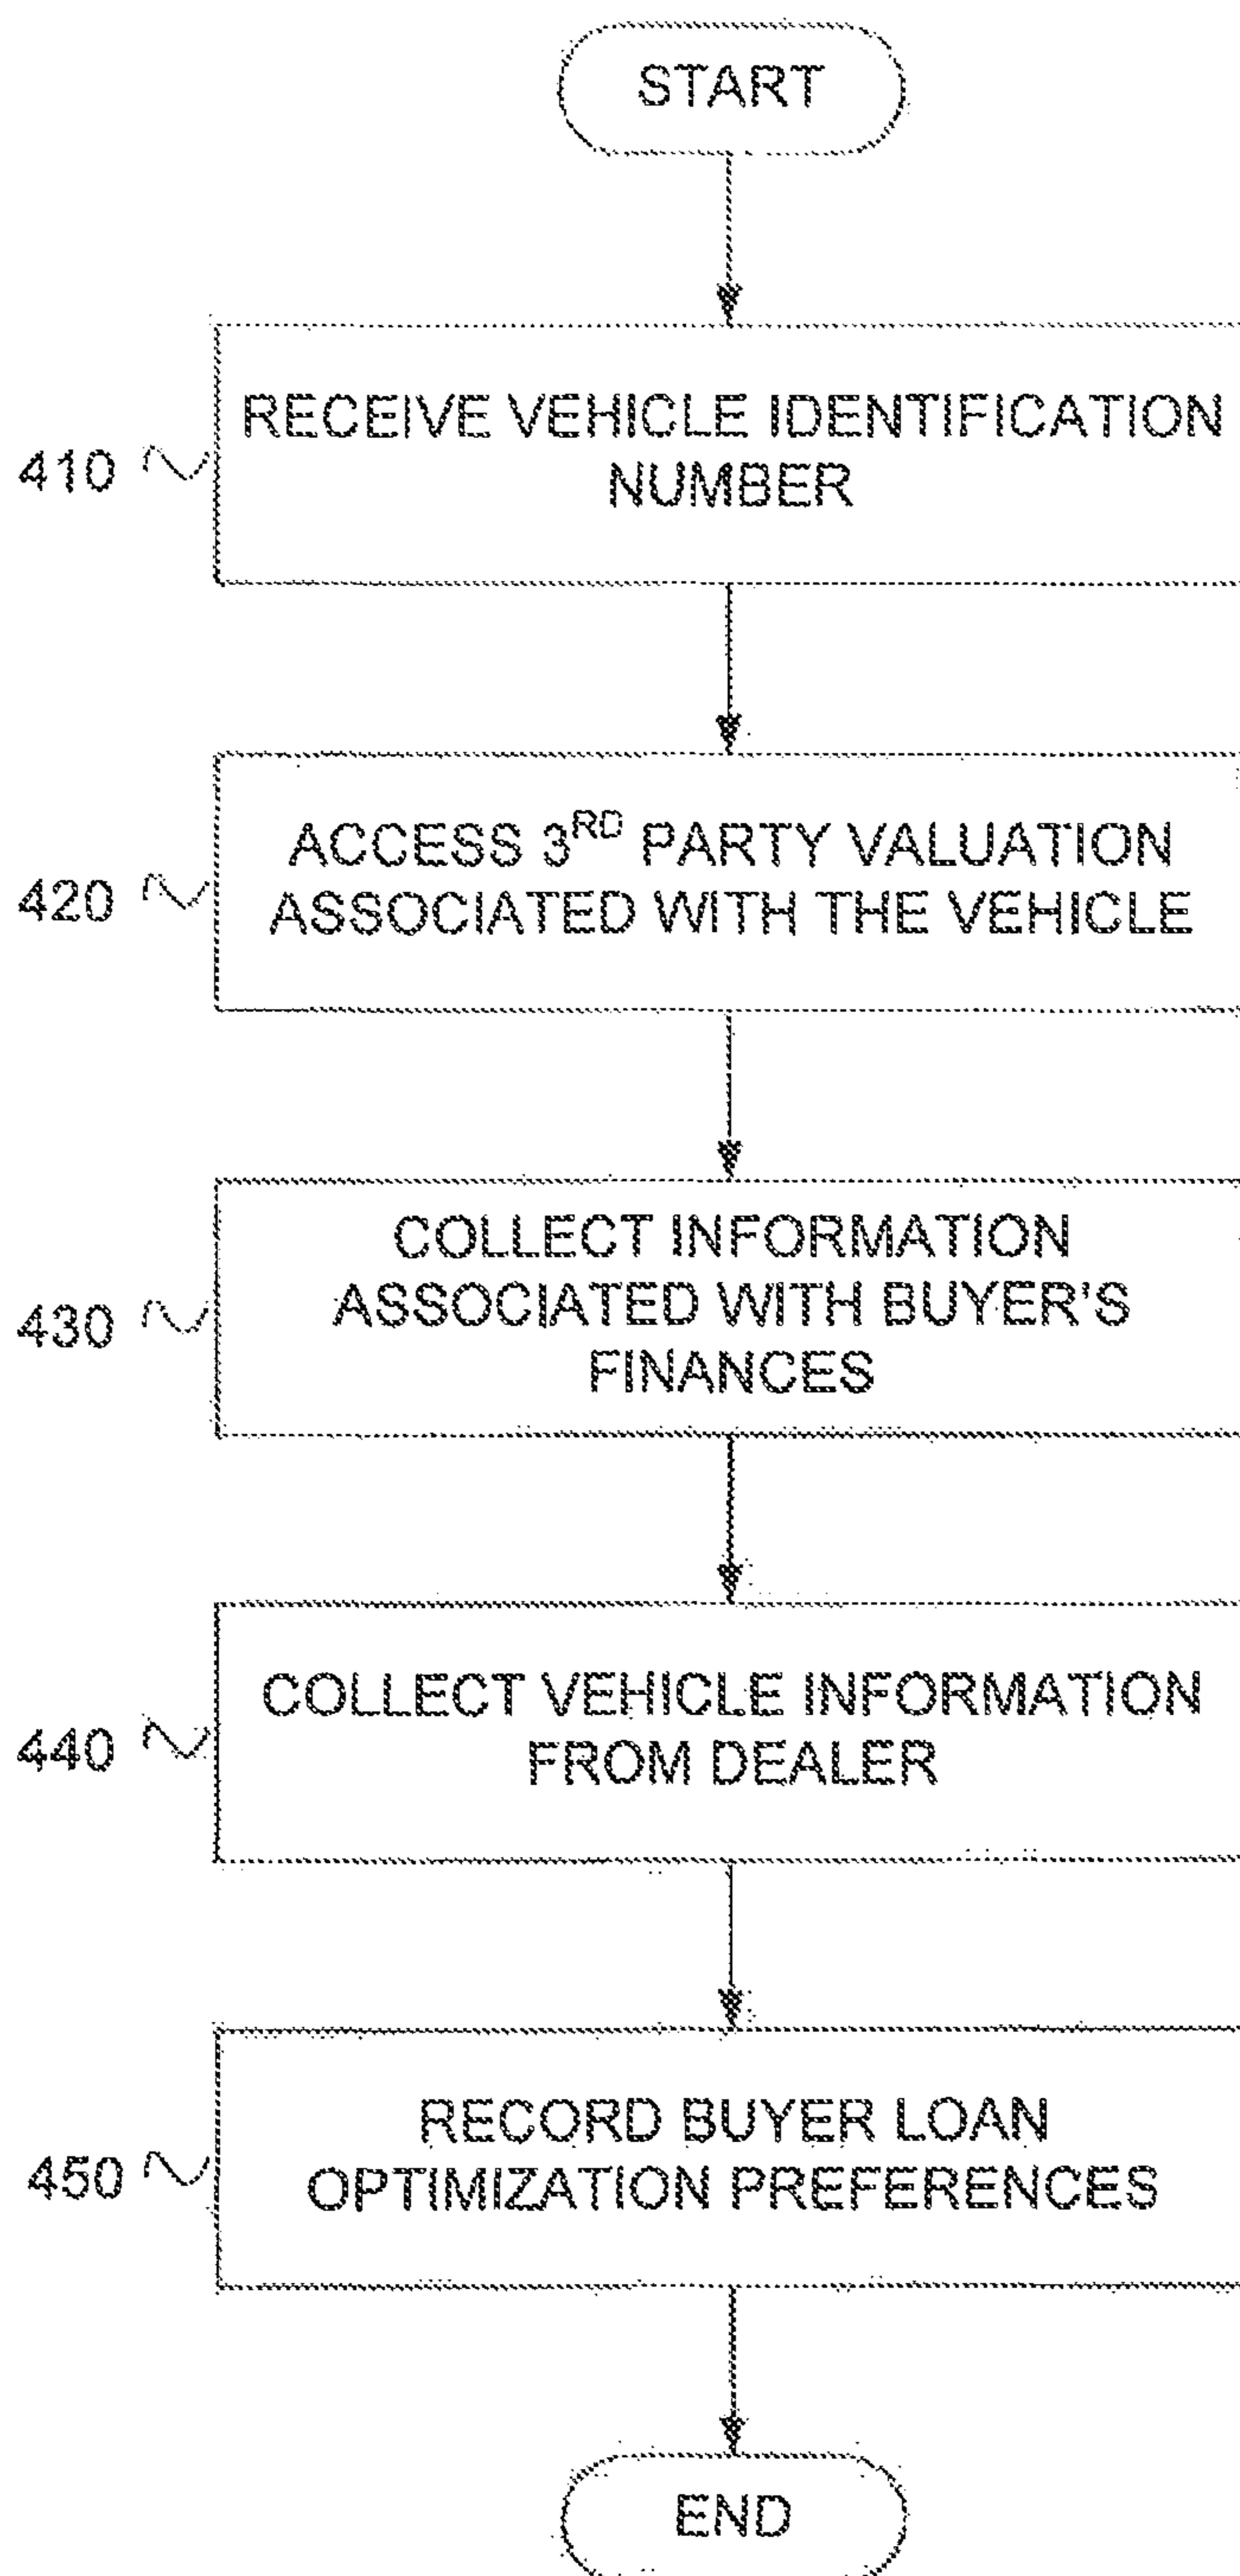 START
RECEIVE VEHICLE IDENTIFICATION
NUMBER
410
ACCESS 3RD PARTY VALUATION
ASSOCIATED WITH THE VEHICLE
420
COLLECT INFORMATION
ASSOCIATED WITH BUYER'S
FINANCES
430
COLLECT VEHICLE INFORMATION
FROM DEALER
440
RECORD BUYER LOAN
OPTIMIZATION PREFERENCES
450
END